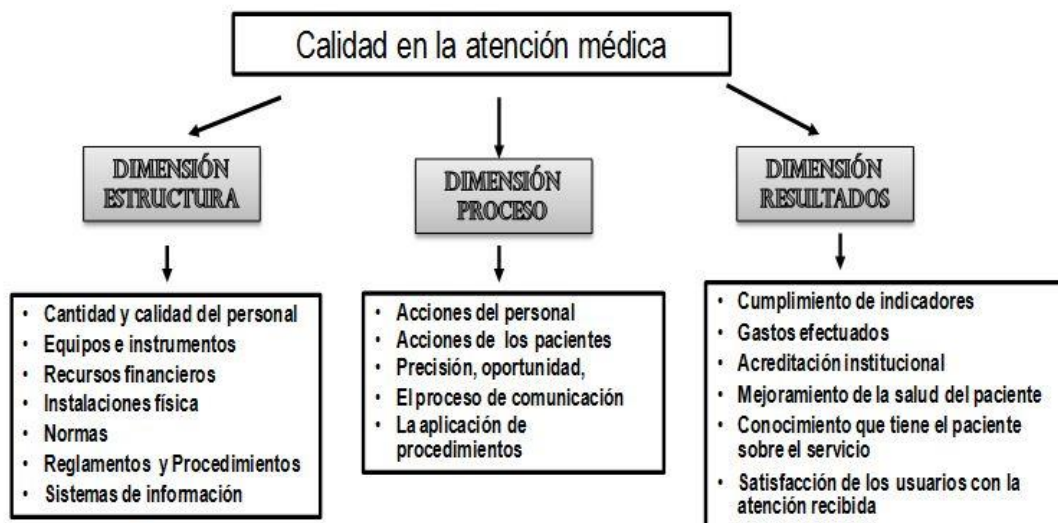 Calidad en la atención médica
DIMENSIÓN
ESTRUCTURA
DIMENSIÓN
PROCESO
DIMENSIÓN
RESULTADOS
• Cantidad y calidad del personal
• Equipos e instrumentos
• Recursos financieros
• Instalaciones física
• Normas
• Reglamentos y Procedimientos
• Sistemas de información
• Acciones del personal
• Acciones de los pacientes
• Precisión, oportunidad,
• El proceso de comunicación
• La aplicación de
procedimientos
• Cumplimiento de indicadores
• Gastos efectuados
• Acreditación institucional
• Mejoramiento de la salud del paciente
• Conocimiento que tiene el paciente
sobre el servicio
• Satisfacción de los usuarios con la
atención recibida